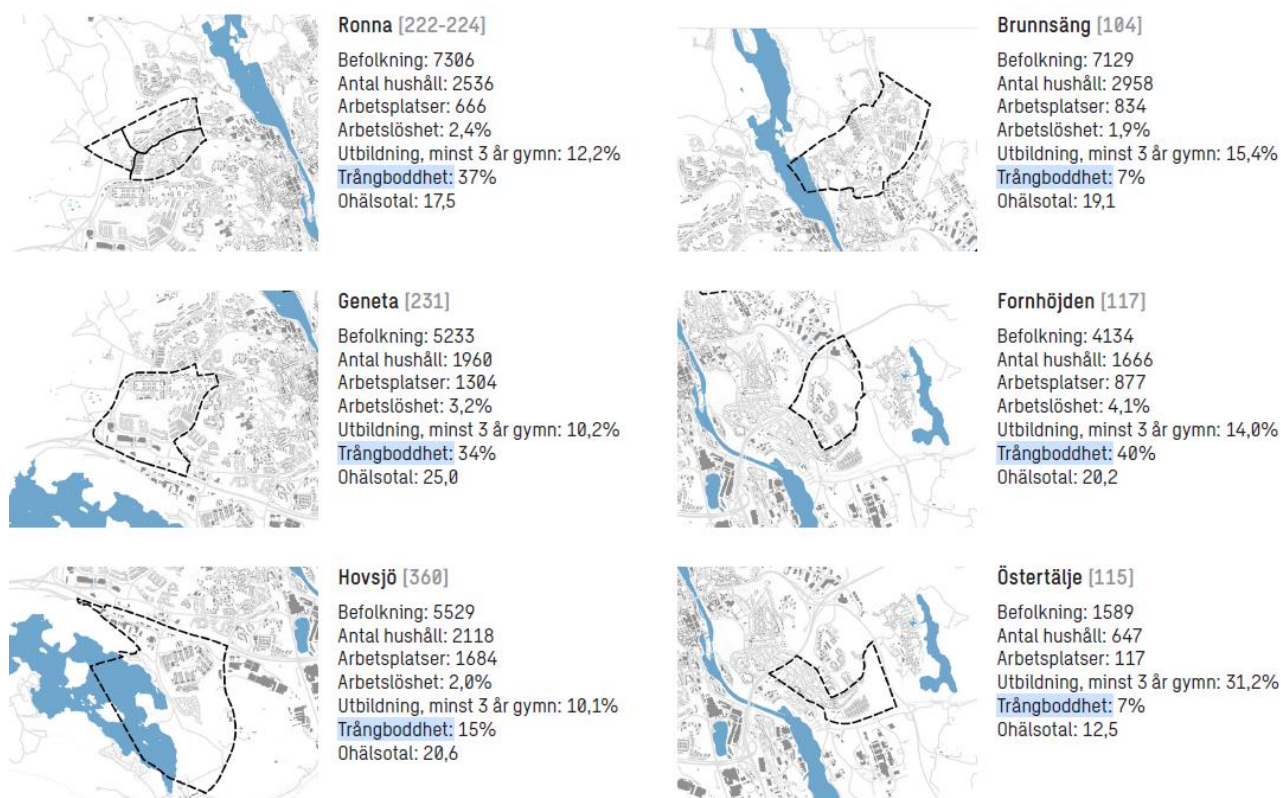 Ronna [222-224]
Befolkning: 7306
Antal hushåll: 2536
Arbetsplatser: 666
Arbetslöshet: 2,4%
Utbildning, minst 3 år gymn: 12,2%
Trångboddhet: 37%
Ohälsotal: 17,5
Brunnsäng [104]
Befolkning: 7129
Antal hushåll: 2958
Arbetsplatser: 834
Arbetslöshet: 1,9%
Utbildning, minst 3 år gymn: 15,4%
Trångboddhet: 7%
Ohälsotal: 19,1
Geneta [231]
Befolkning: 5233
Antal hushåll: 1960
Arbetsplatser: 1304
Arbetslöshet: 3,2%
Utbildning, minst 3 år gymn: 10,2%
Trångboddhet: 34%
Ohälsotal: 25,0
Fornhöjden [117]
Befolkning: 4134
Antal hushåll: 1666
Arbetsplatser: 877
Arbetslöshet: 4,1%
Utbildning, minst 3 år gymn: 14,0%
Trångboddhet: 40%
Ohälsotal: 20,2
Hovsjö [360]
Befolkning: 5529
Antal hushåll: 2118
Arbetsplatser: 1684
Arbetslöshet: 2,0%
Utbildning, minst 3 år gymn: 10,1%
Trångboddhet: 15%
Ohälsotal: 20,6
Östertälje [115]
Befolkning: 1589
Antal hushåll: 647
Arbetsplatser: 117
Utbildning, minst 3 år gymn: 31,2%
Trångboddhet: 7%
Ohälsotal: 12,5